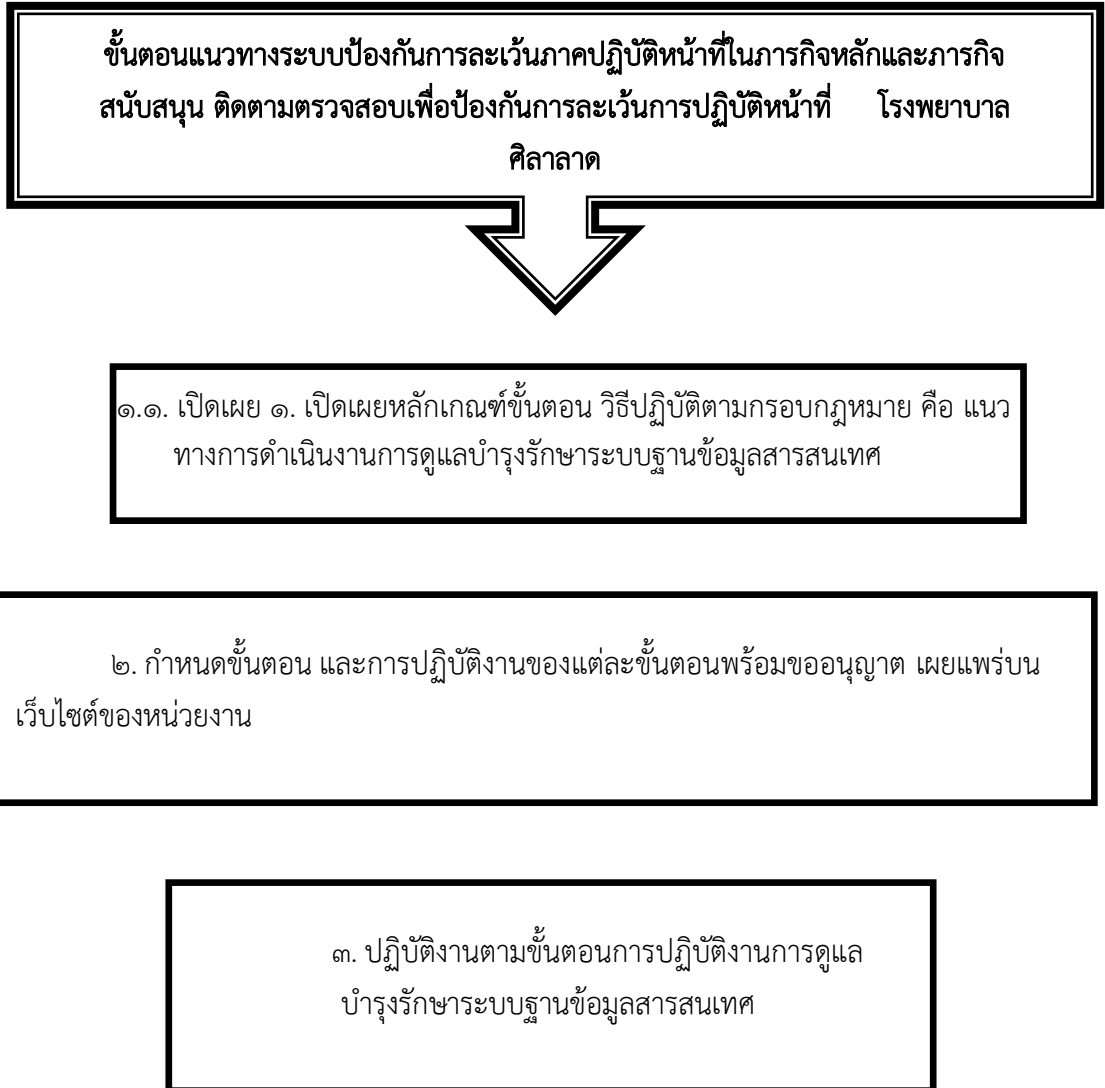 ขั้นตอนแนวทางระบบป้องกันการละเว้นภาคปฏิบัติหน้าที่ในภารกิจหลักและภารกิจ
สนับสนุน ติดตามตรวจสอบเพื่อป้องกันการละเว้นการปฏิบัติหน้าที่ โรงพยาบาล
ศิลาลาด
๑.๑. เปิดเผย ๑. เปิดเผยหลักเกณฑ์ขั้นตอน วิธีปฏิบัติตามกรอบกฎหมาย คือ แนว
ทางการดำเนินงานการดูแลบำรุงรักษาระบบฐานข้อมูลสารสนเทศ
๒. กำหนดขั้นตอน และการปฏิบัติงานของแต่ละขั้นตอนพร้อมขออนุญาต เผยแพร่บน
เว็บไซต์ของหน่วยงาน
๓. ปฏิบัติงานตามขั้นตอนการปฏิบัติงานการดูแล
บำรุงรักษาระบบฐานข้อมูลสารสนเทศ